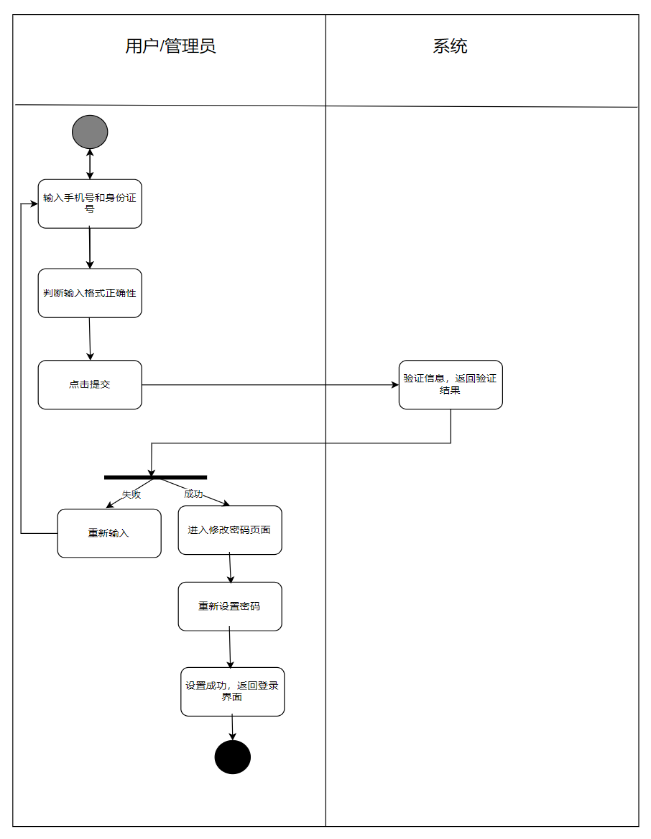 用户/管理员
系统
输入手机号和身份证
号
判断输入格式正确性
点击提交
验证信息，返回验证
结果
失败
成功
重新输入
进入修改密码页面
重新设置密码
设置成功，返回登录
界面